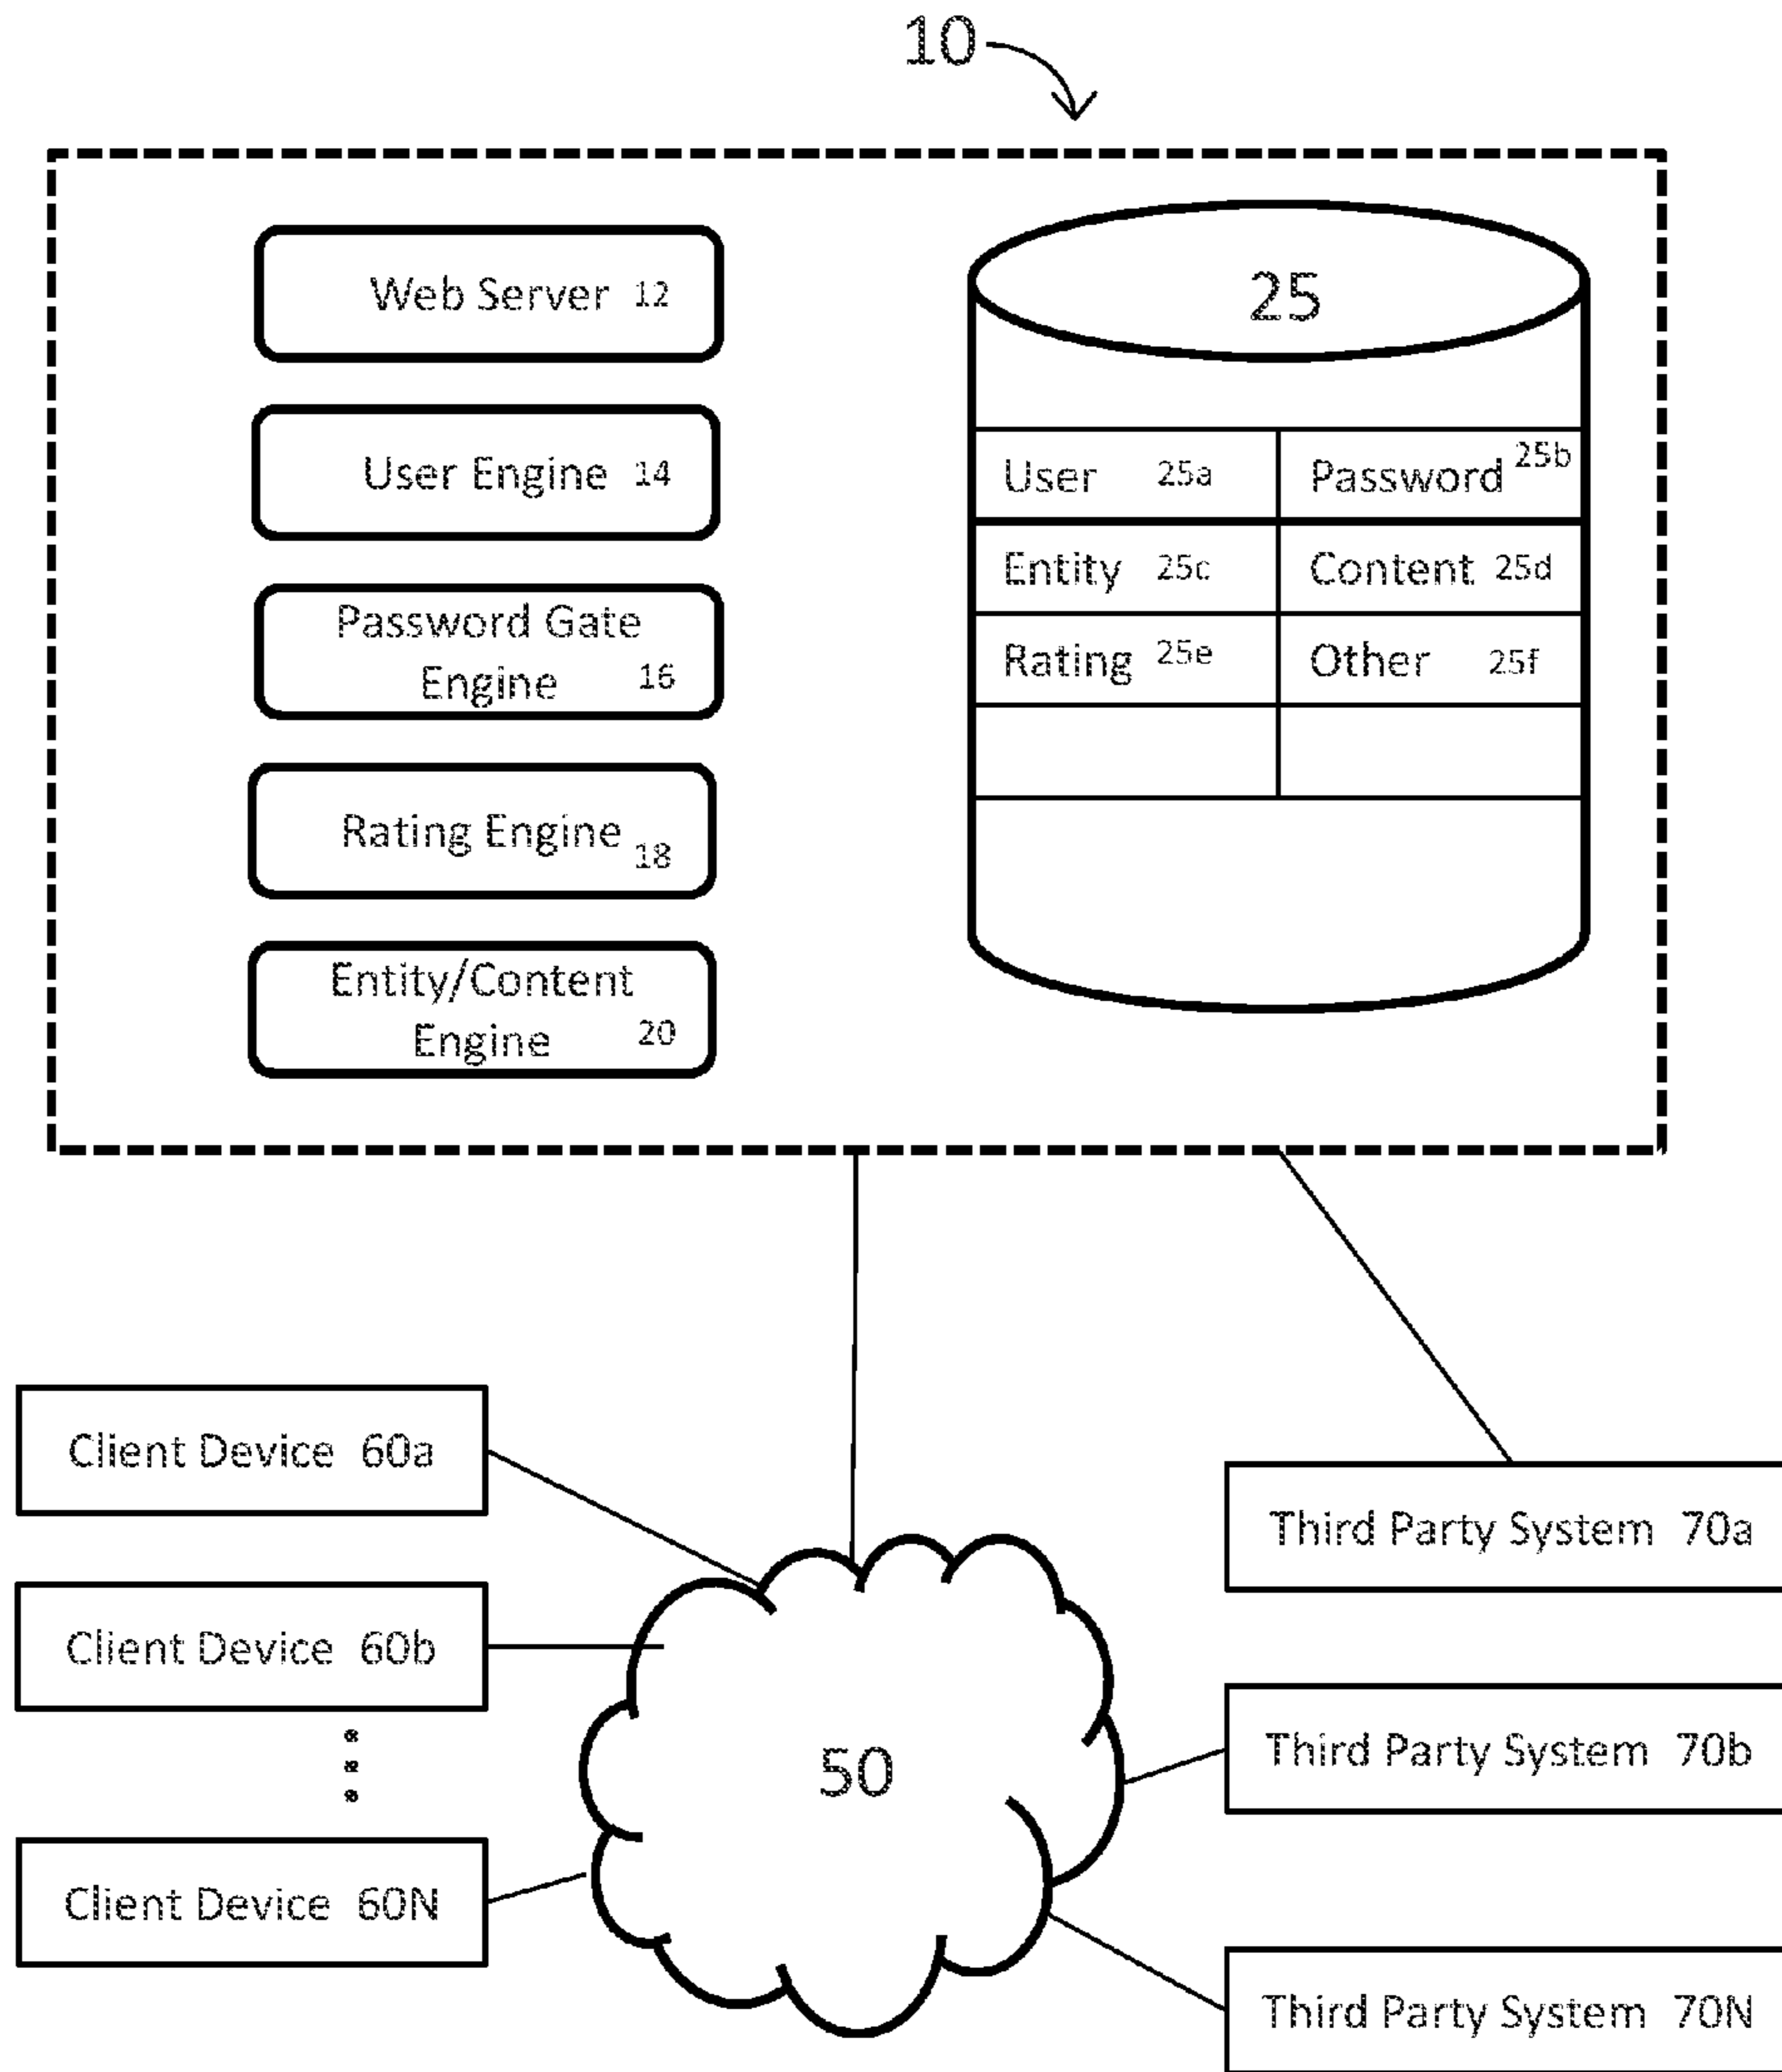 10
Web Server 12
User Engine 14
Password Gate
Engine 16
Rating Engine 18
Entity/Content
Engine 20
25
User 25a Password 25b
Entity 25c Content 25d
Rating 25e Other 25f
Client Device 60a
Client Device 60b
Client Device 60N
50
Third Party System 70a
Third Party System 70b
Third Party System 70N